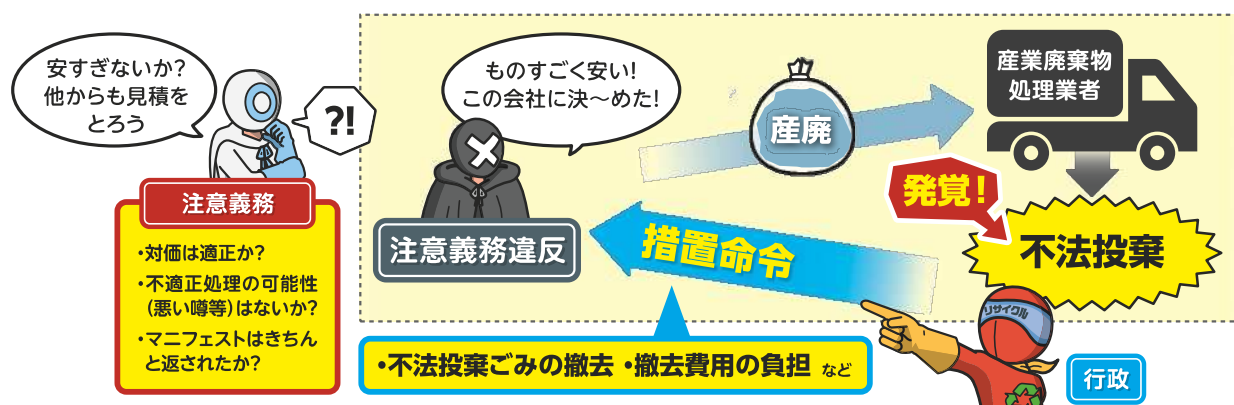 安すぎないか?
他からも見積を
とろう
?!
注意義務
・対価は適正か?
・不適正処理の可能性
(悪い噂等)はないか?
・マニフェストはきちん
と返されたか?
ものすごく安い!
この会社に決〜めた!
注意義務違反
産廃
産業廃棄物
処理業者
発覚!
不法投棄
措置命令
・不法投棄ごみの撤去 ・撤去費用の負担 など
リサイクル
行政